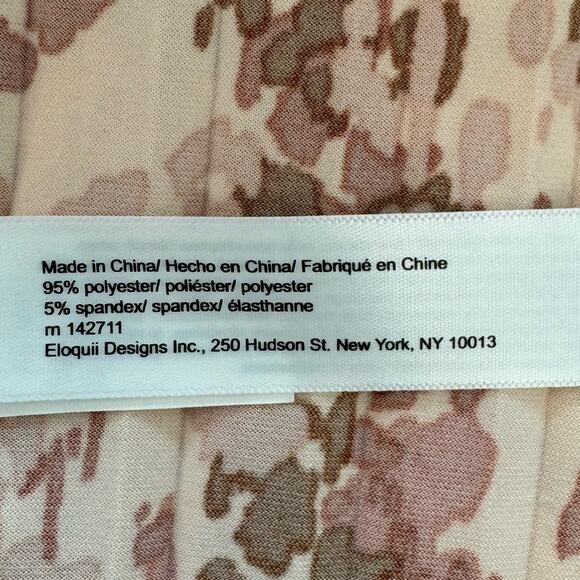 Made in China/ Hecho en China/ Fabriqué en Chine
95% polyester/ poliéster/ polyester
5% spandex/ spandex/ élasthanne
m 142711
Eloquii Designs Inc., 250 Hudson St. New York, NY 10013